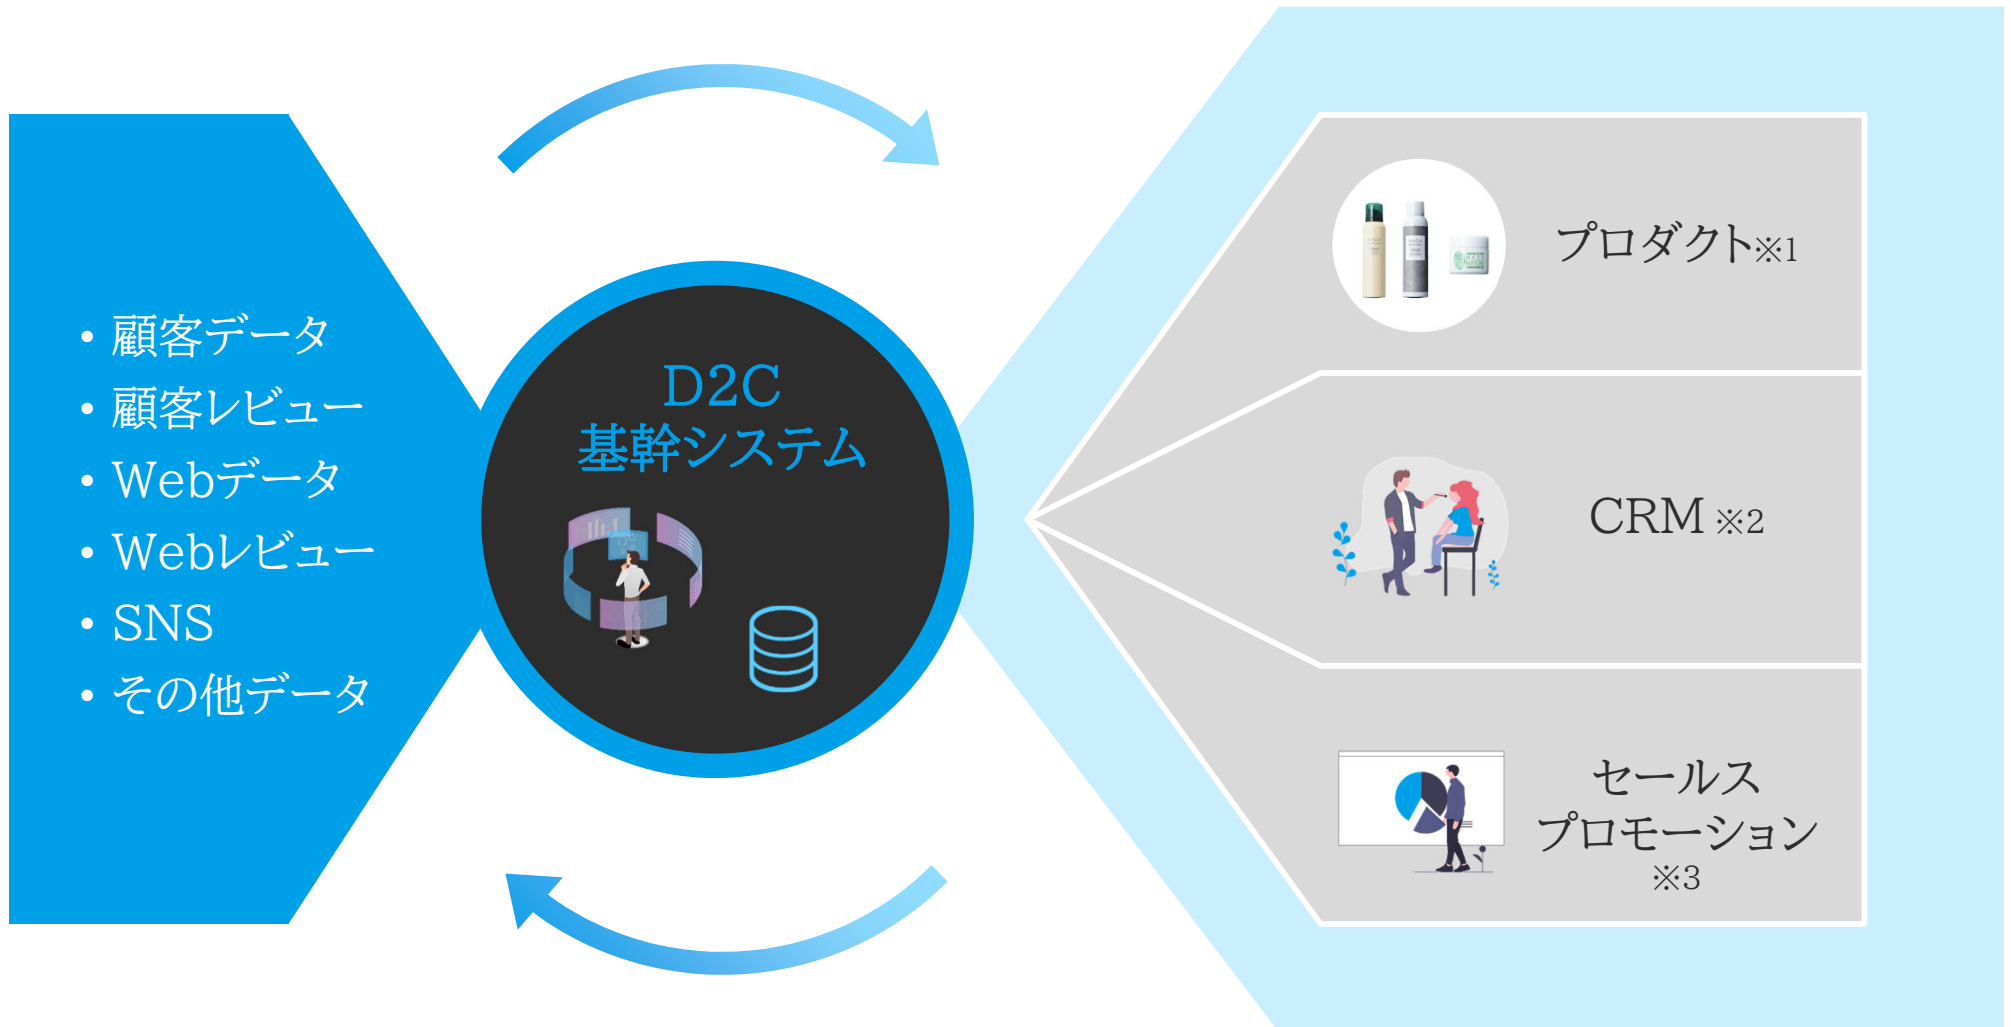 ・顧客データ
・顧客レビュー
・Webデータ
・Webレビュー
・SNS
・その他データ
D2C
基幹システム
プロダクト※1
CRM ※2
セールス
プロモーション
※3